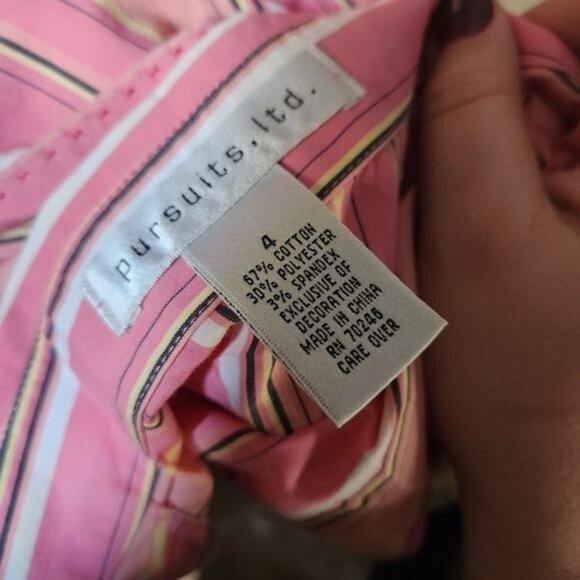 pursuits, ltd.
4
67% COTTON
30% POLYESTER
3% SPANDEX
EXCLUSIVE OF
DECORATION
MADE IN CHINA
RN 70246
CARE OVER